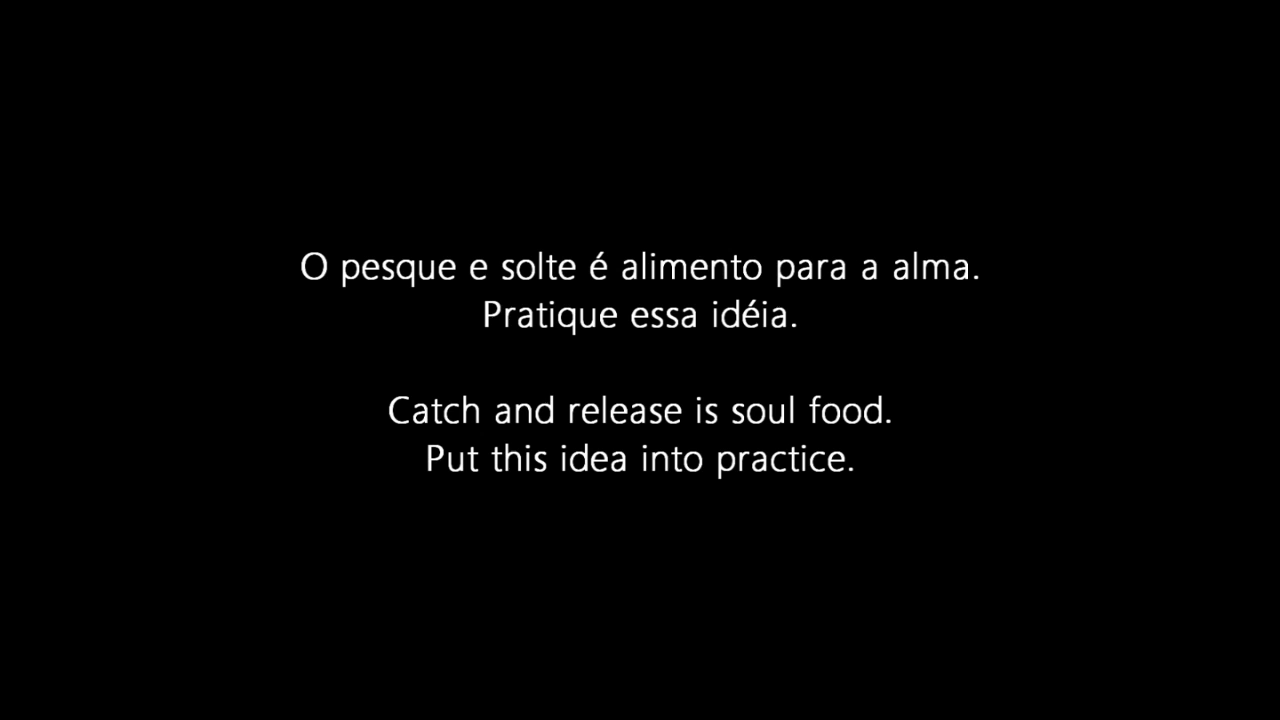 O pesque e solte é alimento para a alma.
Pratique essa idéia.
Catch and release is soul food.
Put this idea into practice.